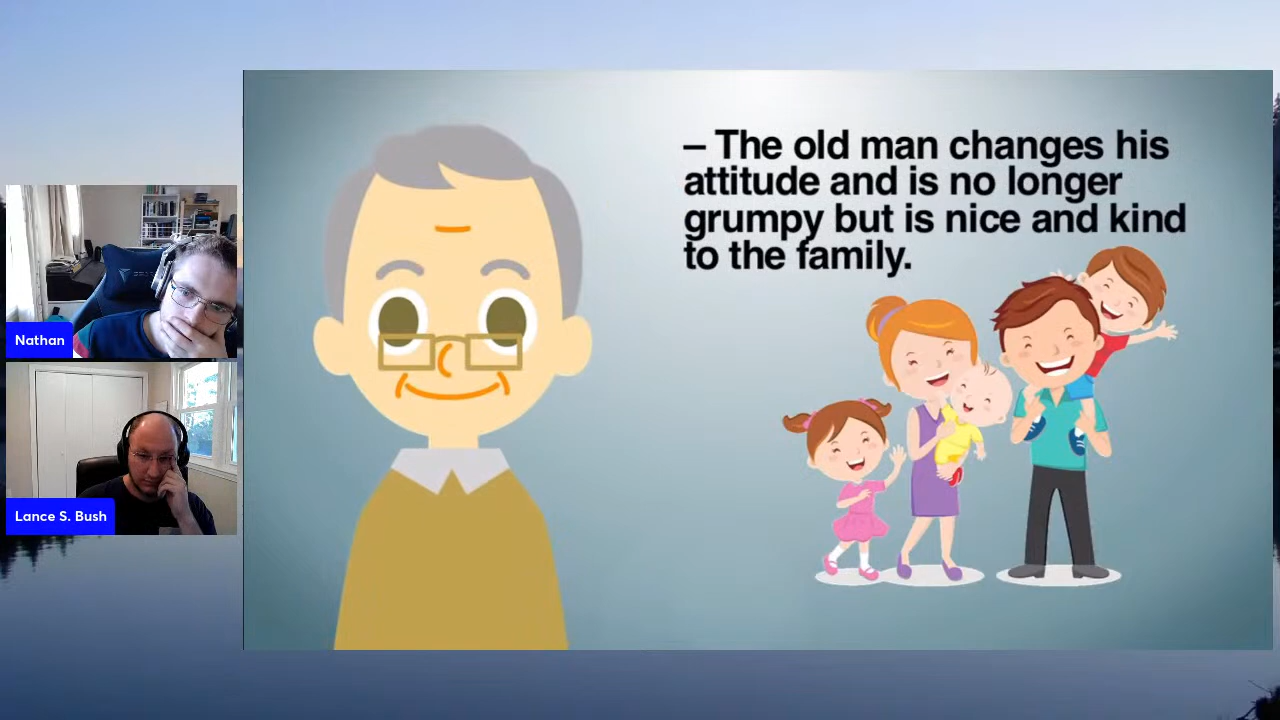 – The old man changes his
attitude and is no longer
grumpy but is nice and kind
to the family.
Nathan
Lance S. Bush